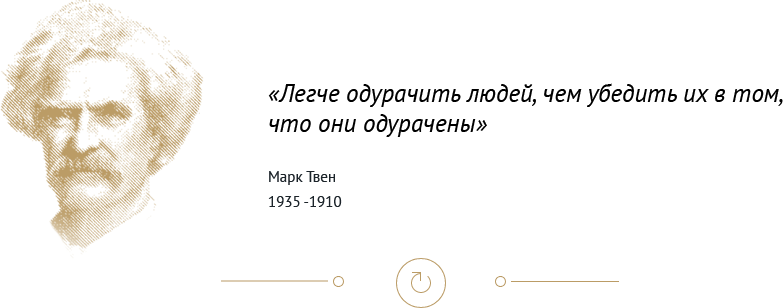 «Легче одурачить людей, чем убедить их в том,
что они одурачены»
Марк Твен
1935 -1910